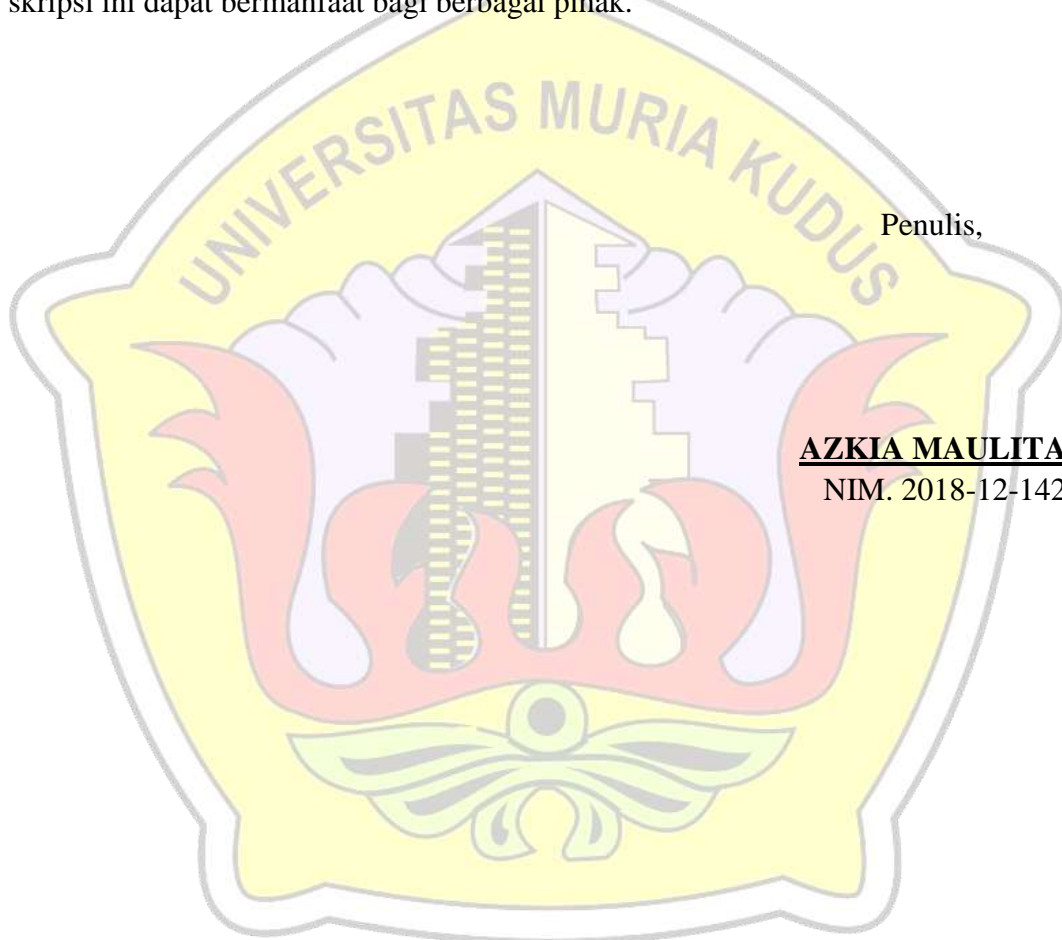 skripsi ini dapat bermanfaat bagi berbagai pihak.
UNIVERSITAS MURIA KUDUS
Penulis,
AZKIA MAULITA
NIM. 2018-12-142